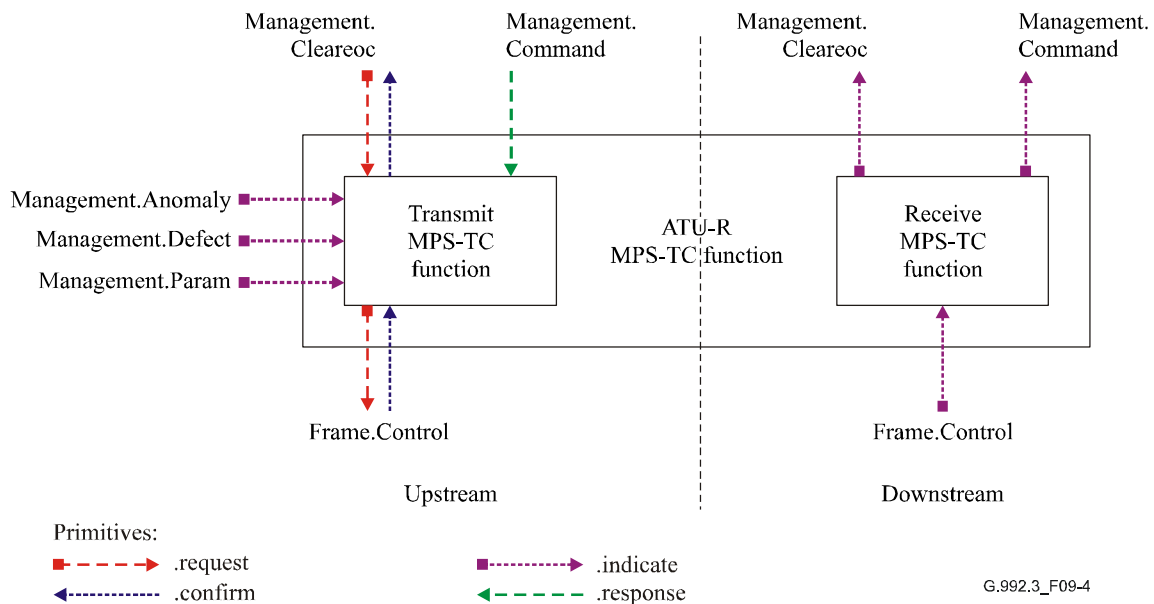 Management.
Cleareoc
Management.
Command
Management.
Cleareoc
Management.
Command
Management.Anomaly
Management.Defect
Management.Param
Transmit
MPS-TC
function
ATU-R
MPS-TC function
Receive
MPS-TC
function
Frame.Control
Frame.Control
Upstream
Downstream
Primitives:
.request
.confirm
.indicate
.response
G.992.3_F09-4